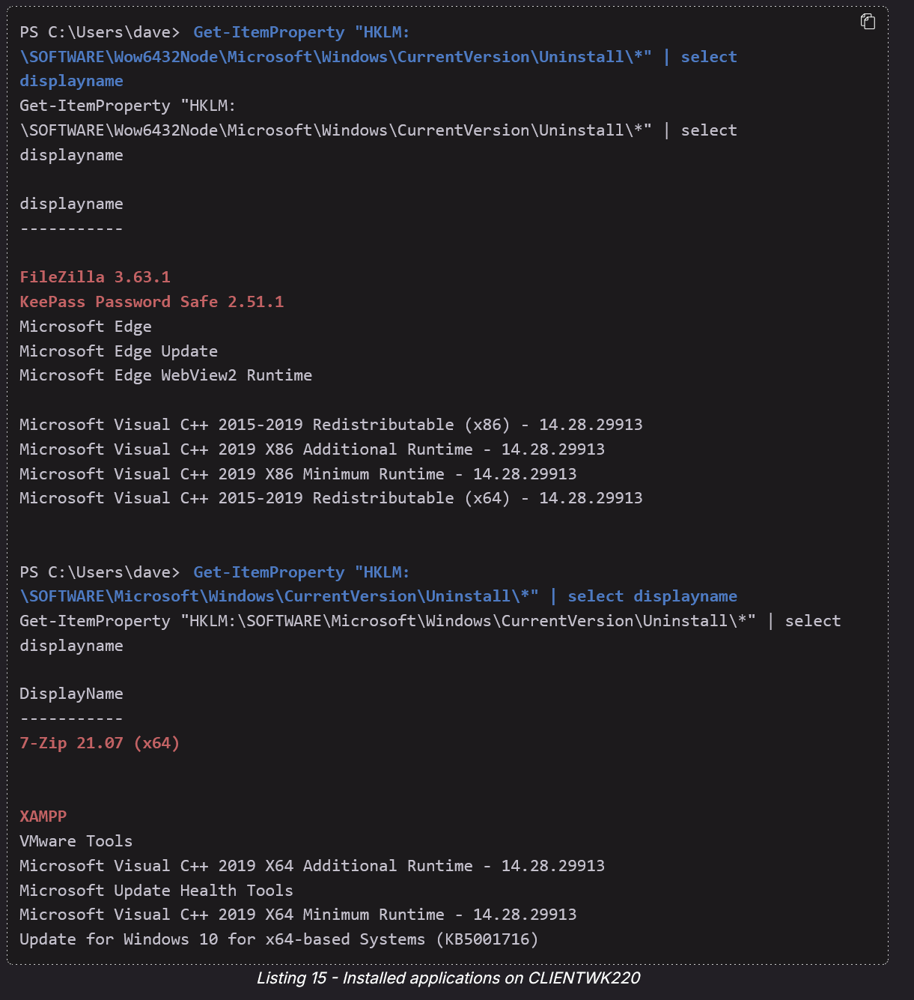 PS C:\Users\dave> Get-ItemProperty "HKLM:
\SOFTWARE\Wow6432Node\Microsoft\Windows\CurrentVersion\Uninstall\*" | select
displayname
Get-ItemProperty "HKLM:
\SOFTWARE\Wow6432Node\Microsoft\Windows\CurrentVersion\Uninstall\*" | select
displayname
displayname
-----------
FileZilla 3.63.1
KeePass Password Safe 2.51.1
Microsoft Edge
Microsoft Edge Update
Microsoft Edge WebView2 Runtime
Microsoft Visual C++ 2015-2019 Redistributable (x86) - 14.28.29913
Microsoft Visual C++ 2019 X86 Additional Runtime - 14.28.29913
Microsoft Visual C++ 2019 X86 Minimum Runtime - 14.28.29913
Microsoft Visual C++ 2015-2019 Redistributable (x64) - 14.28.29913
PS C:\Users\dave> Get-ItemProperty "HKLM:
\SOFTWARE\Microsoft\Windows\CurrentVersion\Uninstall\*" | select displayname
Get-ItemProperty "HKLM:\SOFTWARE\Microsoft\Windows\CurrentVersion\Uninstall\*" | select
displayname
DisplayName
-----------
7-Zip 21.07 (x64)
XAMPP
VMware Tools
Microsoft Visual C++ 2019 X64 Additional Runtime - 14.28.29913
Microsoft Update Health Tools
Microsoft Visual C++ 2019 X64 Minimum Runtime - 14.28.29913
Update for Windows 10 for x64-based Systems (KB5001716)
Listing 15 - Installed applications on CLIENTWK220